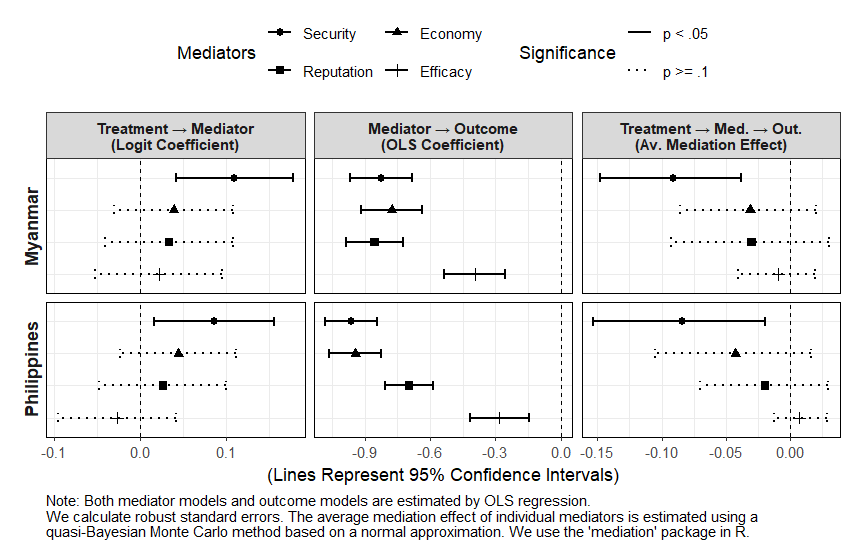 Mediators
Security
Economy
Reputation
Efficacy
Significance
p < .05
p >= .1
Treatment → Mediator
(Logit Coefficient)
Mediator → Outcome
(OLS Coefficient)
Treatment → Med. → Out.
(Av. Mediation Effect)
Myanmar
Philippines
-0.1 0.0 0.1
-0.9 -0.6 -0.3 0.0
-0.15 -0.10 -0.05 0.00
(Lines Represent 95% Confidence Intervals)
Note: Both mediator models and outcome models are estimated by OLS regression.
We calculate robust standard errors. The average mediation effect of individual mediators is estimated using a
quasi-Bayesian Monte Carlo method based on a normal approximation. We use the 'mediation' package in R.